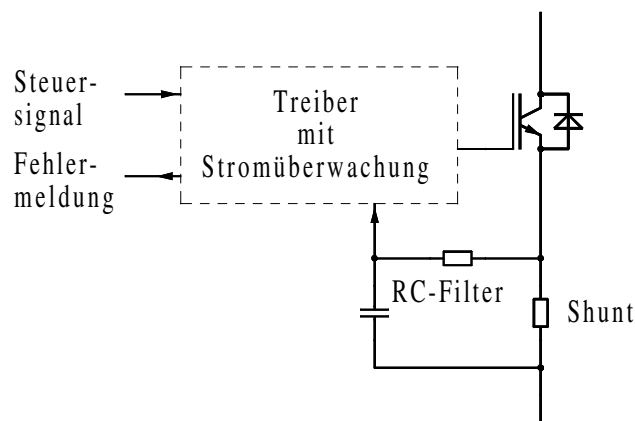 Steuer-
signal
Fehler-
meldung
Treiber
mit
Stromüberwachung
RC-Filter
Shunt